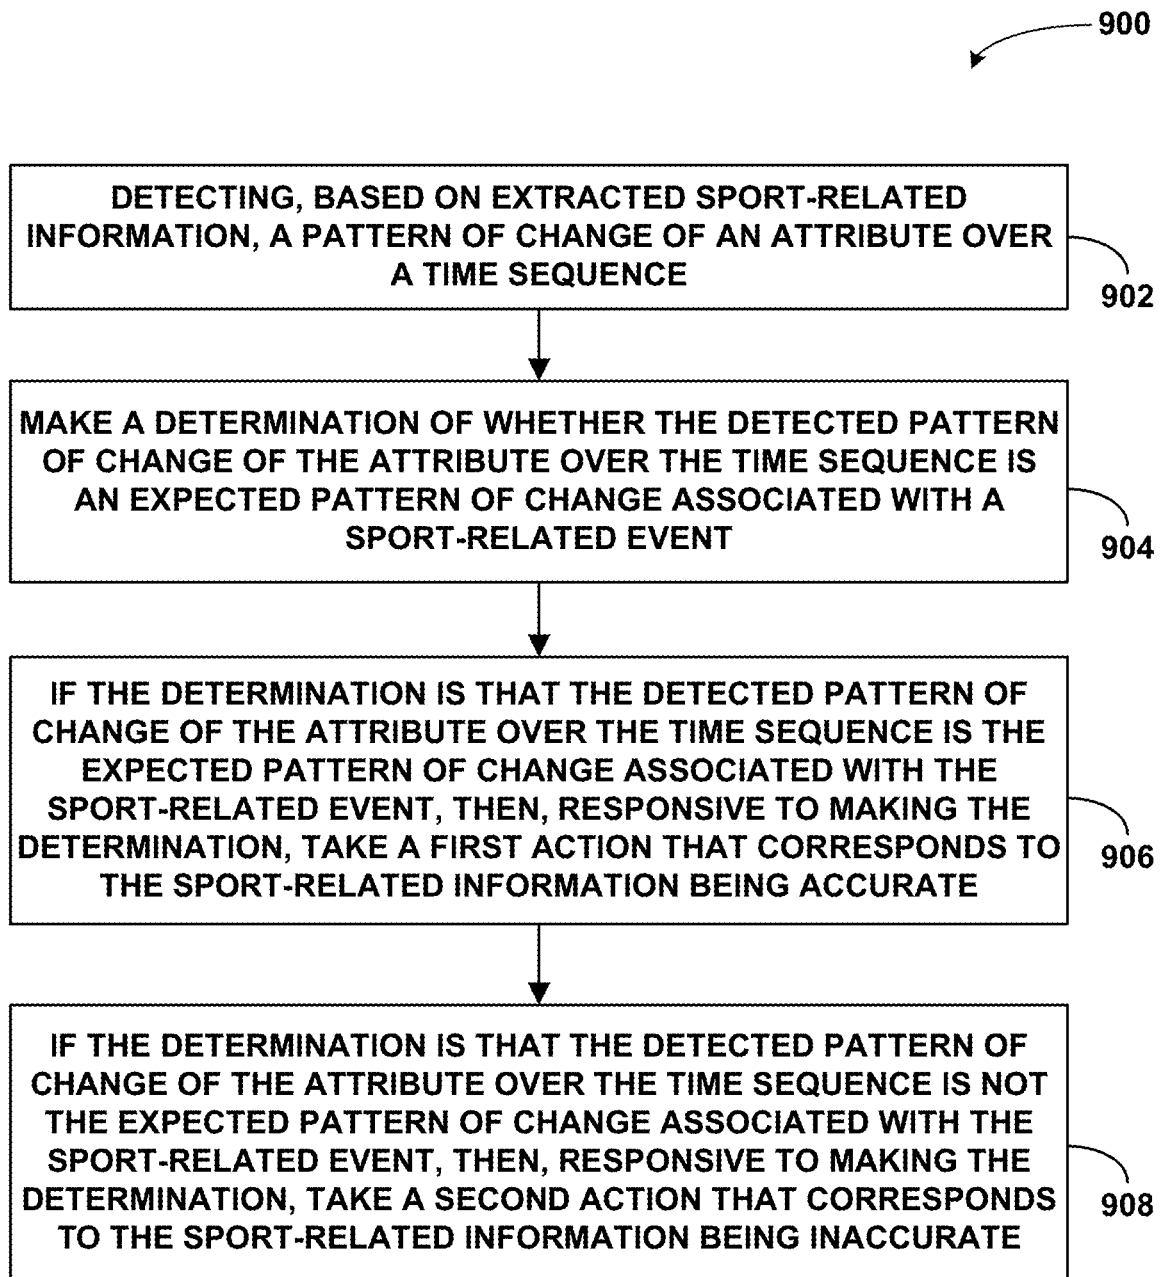 900
DETECTING, BASED ON EXTRACTED SPORT-RELATED
INFORMATION, A PATTERN OF CHANGE OF AN ATTRIBUTE OVER
A TIME SEQUENCE
902
MAKE A DETERMINATION OF WHETHER THE DETECTED PATTERN
OF CHANGE OF THE ATTRIBUTE OVER THE TIME SEQUENCE IS
AN EXPECTED PATTERN OF CHANGE ASSOCIATED WITH A
SPORT-RELATED EVENT
904
IF THE DETERMINATION IS THAT THE DETECTED PATTERN OF
CHANGE OF THE ATTRIBUTE OVER THE TIME SEQUENCE IS THE
EXPECTED PATTERN OF CHANGE ASSOCIATED WITH THE
SPORT-RELATED EVENT, THEN, RESPONSIVE TO MAKING THE
DETERMINATION, TAKE A FIRST ACTION THAT CORRESPONDS TO
THE SPORT-RELATED INFORMATION BEING ACCURATE
906
IF THE DETERMINATION IS THAT THE DETECTED PATTERN OF
CHANGE OF THE ATTRIBUTE OVER THE TIME SEQUENCE IS NOT
THE EXPECTED PATTERN OF CHANGE ASSOCIATED WITH THE
SPORT-RELATED EVENT, THEN, RESPONSIVE TO MAKING THE
DETERMINATION, TAKE A SECOND ACTION THAT CORRESPONDS
TO THE SPORT-RELATED INFORMATION BEING INACCURATE
908